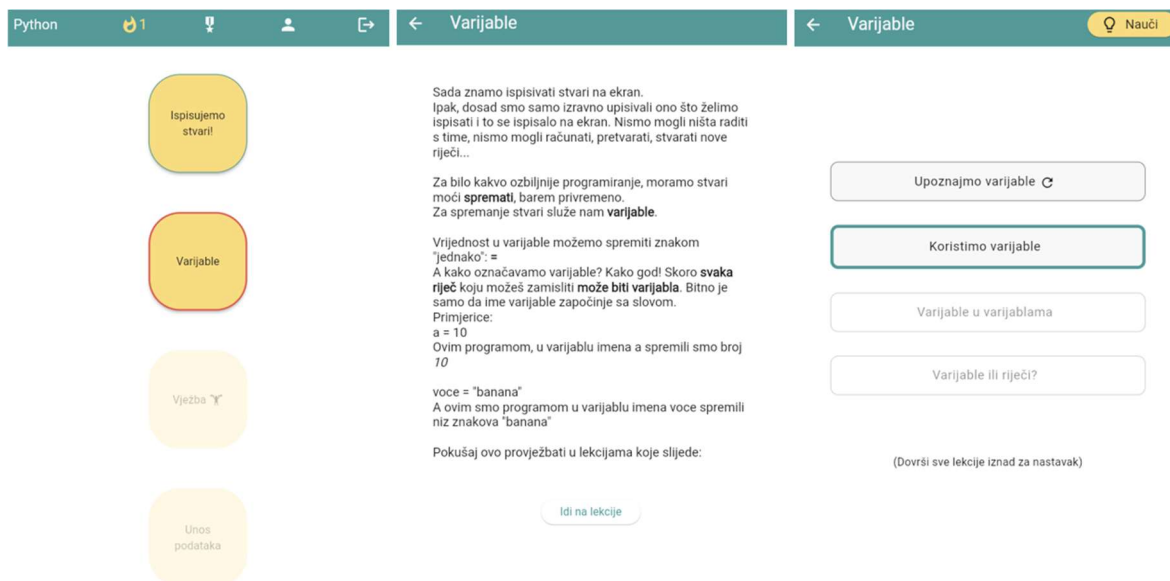 Python
1
Ispisujemo
stvari!
Varijable
Vježba
Unos
podataka
Varijable
Sada znamo ispisivati stvari na ekran.
Ipak, dosad smo samo izravno upisivali ono što želimo
ispisati i to se ispisalo na ekran. Nismo mogli ništa raditi
s time, nismo mogli računati, pretvarati, stvarati nove
riječi...
Za bilo kakvo ozbiljnije programiranje, moramo stvari
moći spremati, barem privremeno.
Za spremanje stvari služe nam varijable.
Vrijednost u varijable možemo spremiti znakom
"jednako": =
A kako označavamo varijable? Kako god! Skoro svaka
riječ koju možeš zamisliti može biti varijabla. Bitno je
samo da ime varijable započinje sa slovom.
Primjerice:
a = 10
Ovim programom, u varijablu imena a spremili smo broj
10
voce = "banana"
A ovim smo programom u varijablu imena voce spremili
niz znakova "banana"
Pokušaj ovo provježbati u lekcijama koje slijede:
Idi na lekcije
Varijable
Nauči
Upoznajmo varijable
Koristimo varijable
Varijable u varijablama
Varijable ili riječi?
(Dovrši sve lekcije iznad za nastavak)